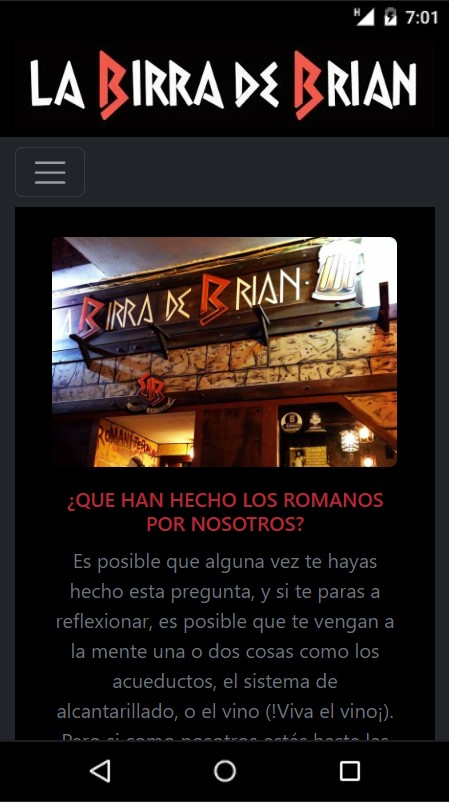 H 7:01
LA BIRRA DE BRIAN
A BIRRA DE BRIAN
ROMANI
¿QUE HAN HECHO LOS ROMANOS
POR NOSOTROS?
Es posible que alguna vez te hayas
hecho esta pregunta, y si te paras a
reflexionar, es posible que te vengan a
la mente una o dos cosas como los
acueductos, el sistema de
alcantarillado, o el vino (!Viva el vino¡).